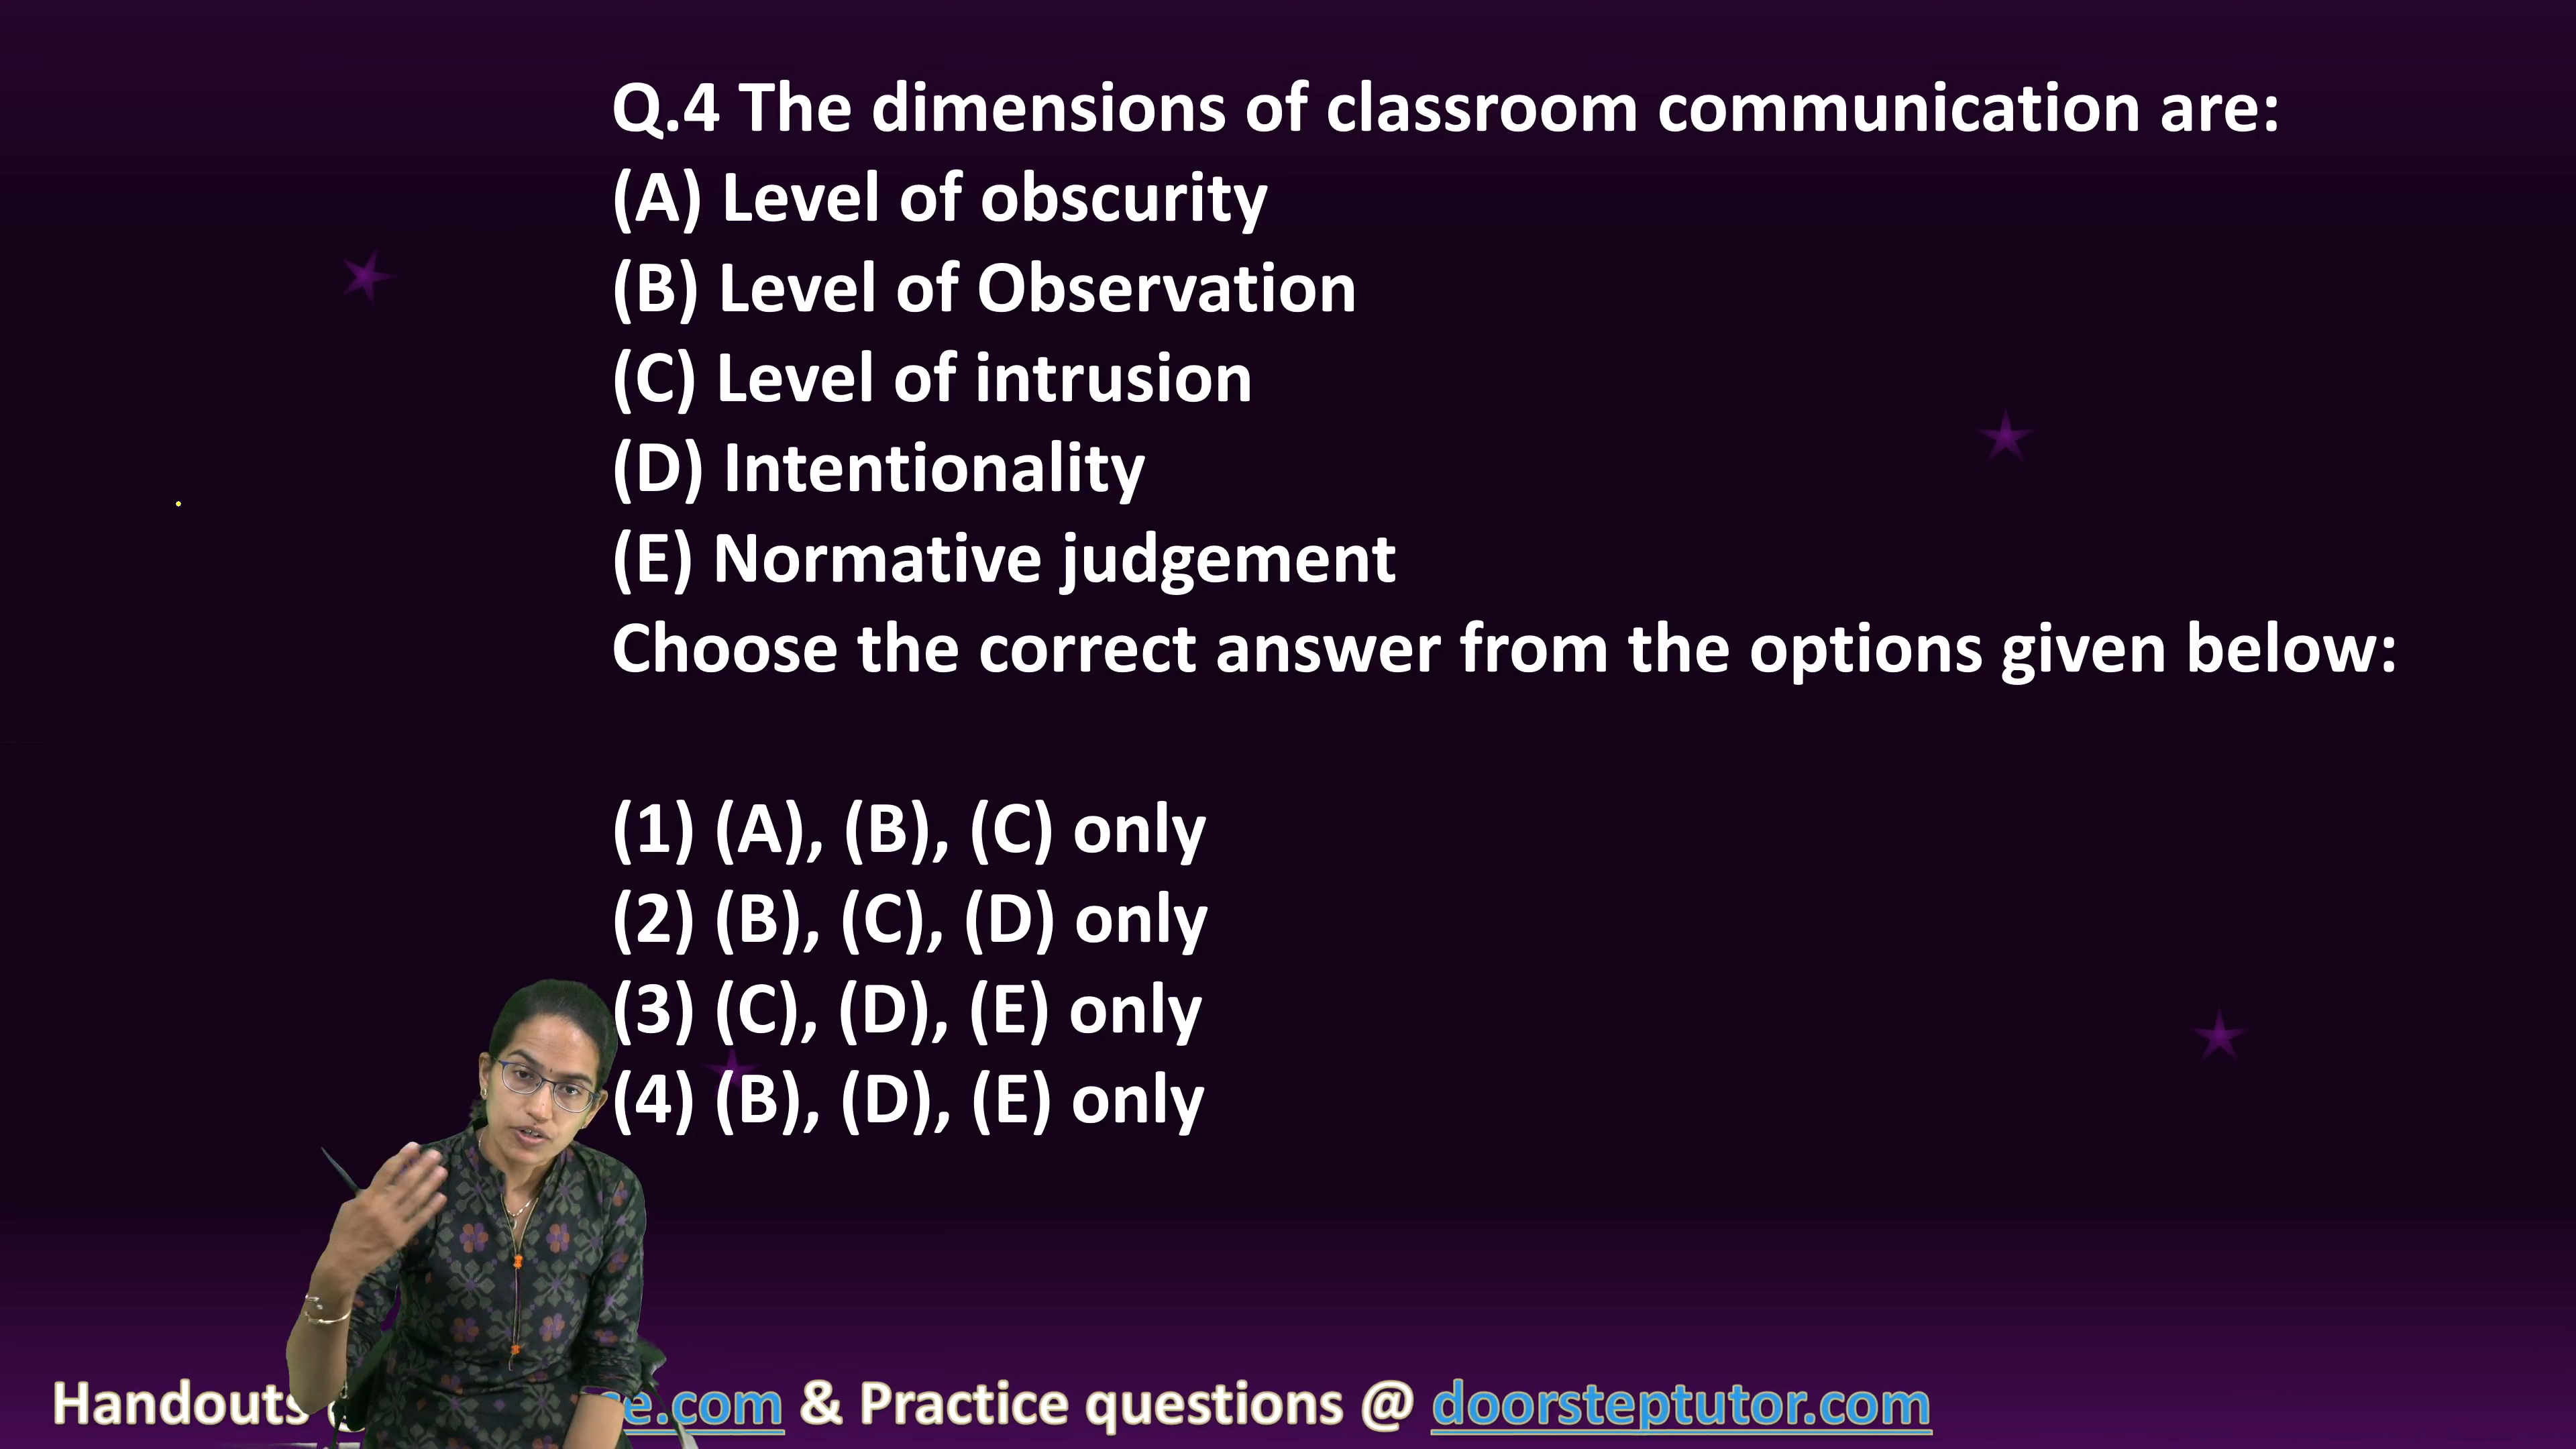 Q.4 The dimensions of classroom communication are:
(A) Level of obscurity
(B) Level of Observation
(C) Level of intrusion
(D) Intentionality
(E) Normative judgement
Choose the correct answer from the options given below:
(1) (A), (B), (C) only
(2) (B), (C), (D) only
(3) (C), (D), (E) only
(4) (B), (D), (E) only
Handouts e.com & Practice questions @ doorsteptutor.com